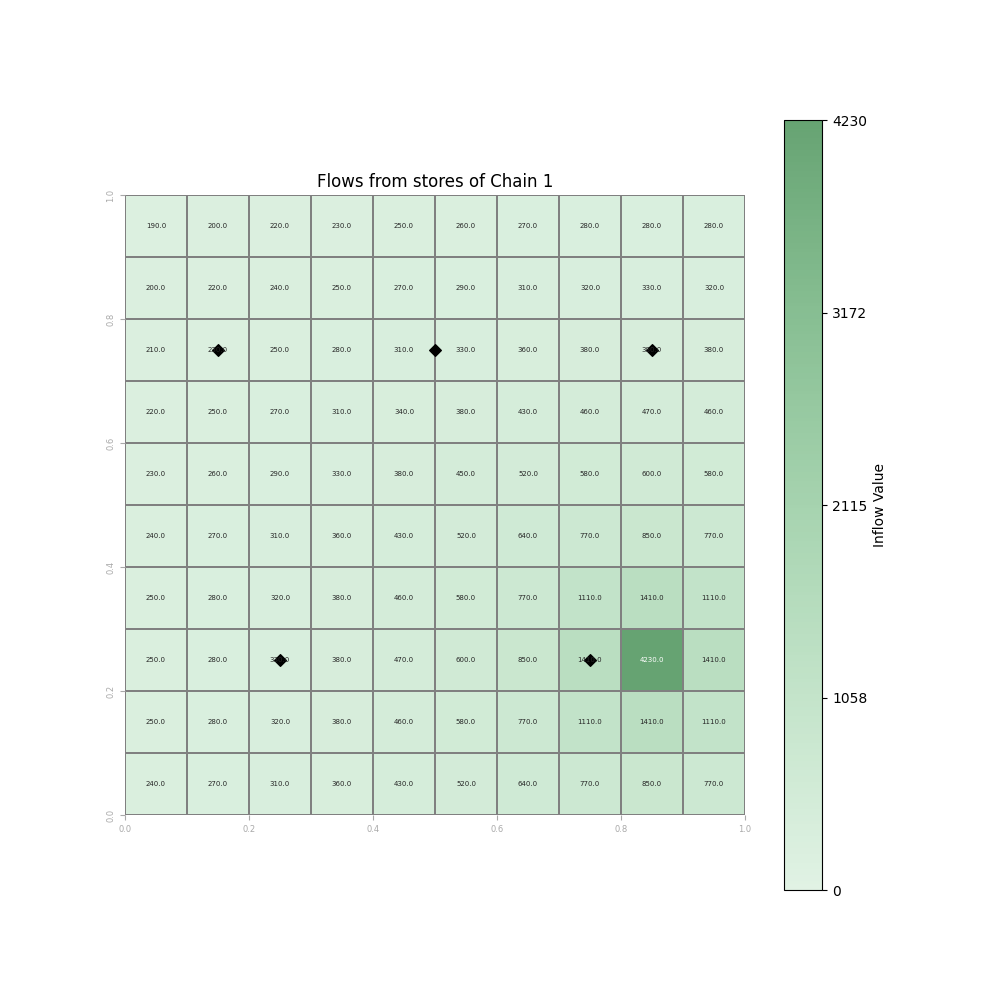 Flows from stores of Chain 1
4230
1.0
190.0 200.0 220.0 230.0 250.0 260.0 270.0 280.0 280.0 280.0
200.0 220.0 240.0 250.0 270.0 290.0 310.0 320.0 330.0 320.0
3172
0.8
210.0 250.0 280.0 310.0 330.0 360.0 380.0 380.0
220.0 250.0 270.0 310.0 340.0 380.0 430.0 460.0 470.0 460.0
0.6
230.0 260.0 290.0 330.0 380.0 450.0 520.0 580.0 600.0 580.0
2115
Inflow Value
240.0 270.0 310.0 360.0 430.0 520.0 640.0 770.0 850.0 770.0
0.4
250.0 280.0 320.0 380.0 460.0 580.0 770.0 1110.0 1410.0 1110.0
250.0 280.0 380.0 470.0 600.0 850.0 4230.0 1410.0
0.2
1058
250.0 280.0 320.0 380.0 460.0 580.0 770.0 1110.0 1410.0 1110.0
240.0 270.0 310.0 360.0 430.0 520.0 640.0 770.0 850.0 770.0
0.0
0.0 0.2 0.4 0.6 0.8 1.0
0